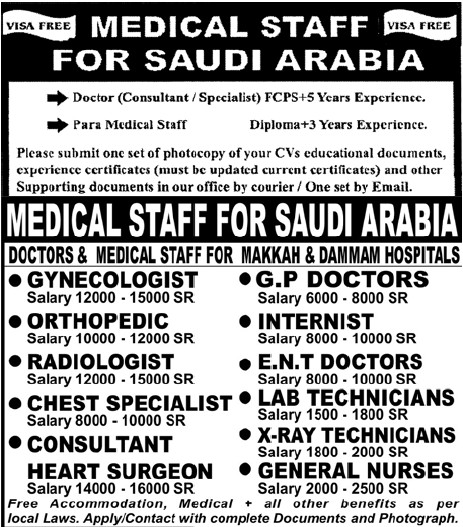 VISA FREE MEDICAL STAFF VISA FREE
FOR SAUDI ARABIA
Doctor (Consultant / Specialist) FCPS+5 Years Experience.
Para Medical Staff Diploma+3 Years Experience.
Please submit one set of photocopy of your CVs educational documents,
experience certificates (must be updated current certificates) and other
Supporting documents in our office by courier / One set by Email.
MEDICAL STAFF FOR SAUDI ARABIA
DOCTORS & MEDICAL STAFF FOR MAKKAH & DAMMAM HOSPITALS
• GYNECOLOGIST
Salary 12000 - 15000 SR
• ORTHOPEDIC
Salary 10000 - 12000 SR
• RADIOLOGIST
Salary 12000 - 15000 SR
• CHEST SPECIALIST
Salary 8000 - 10000 SR
• CONSULTANT
HEART SURGEON
Salary 14000 - 16000 SR
• G.P DOCTORS
Salary 6000 - 8000 SR
• INTERNIST
Salary 8000 - 10000 SR
• E.N.T DOCTORS
Salary 8000 - 10000 SR
• LAB TECHNICIANS
Salary 1500 - 1800 SR
• X-RAY TECHNICIANS
Salary 1800 - 2000 SR
• GENERAL NURSES
Salary 2000 - 2500 SR
Free Accommodation, Medical + all other benefits as per
local Laws. Apply/Contact with complete Documents and Photograph.